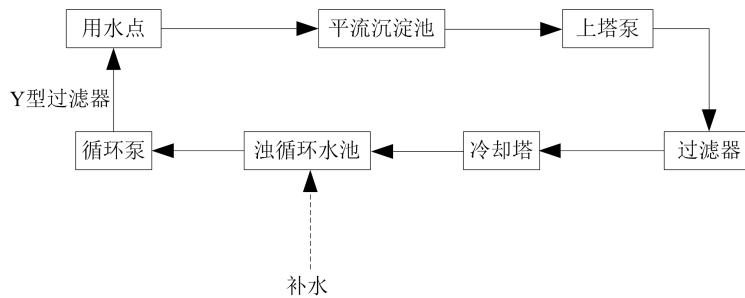 用水点
平流沉淀池
上塔泵
Y型过滤器
循环泵
浊循环水池
冷却塔
过滤器
补水